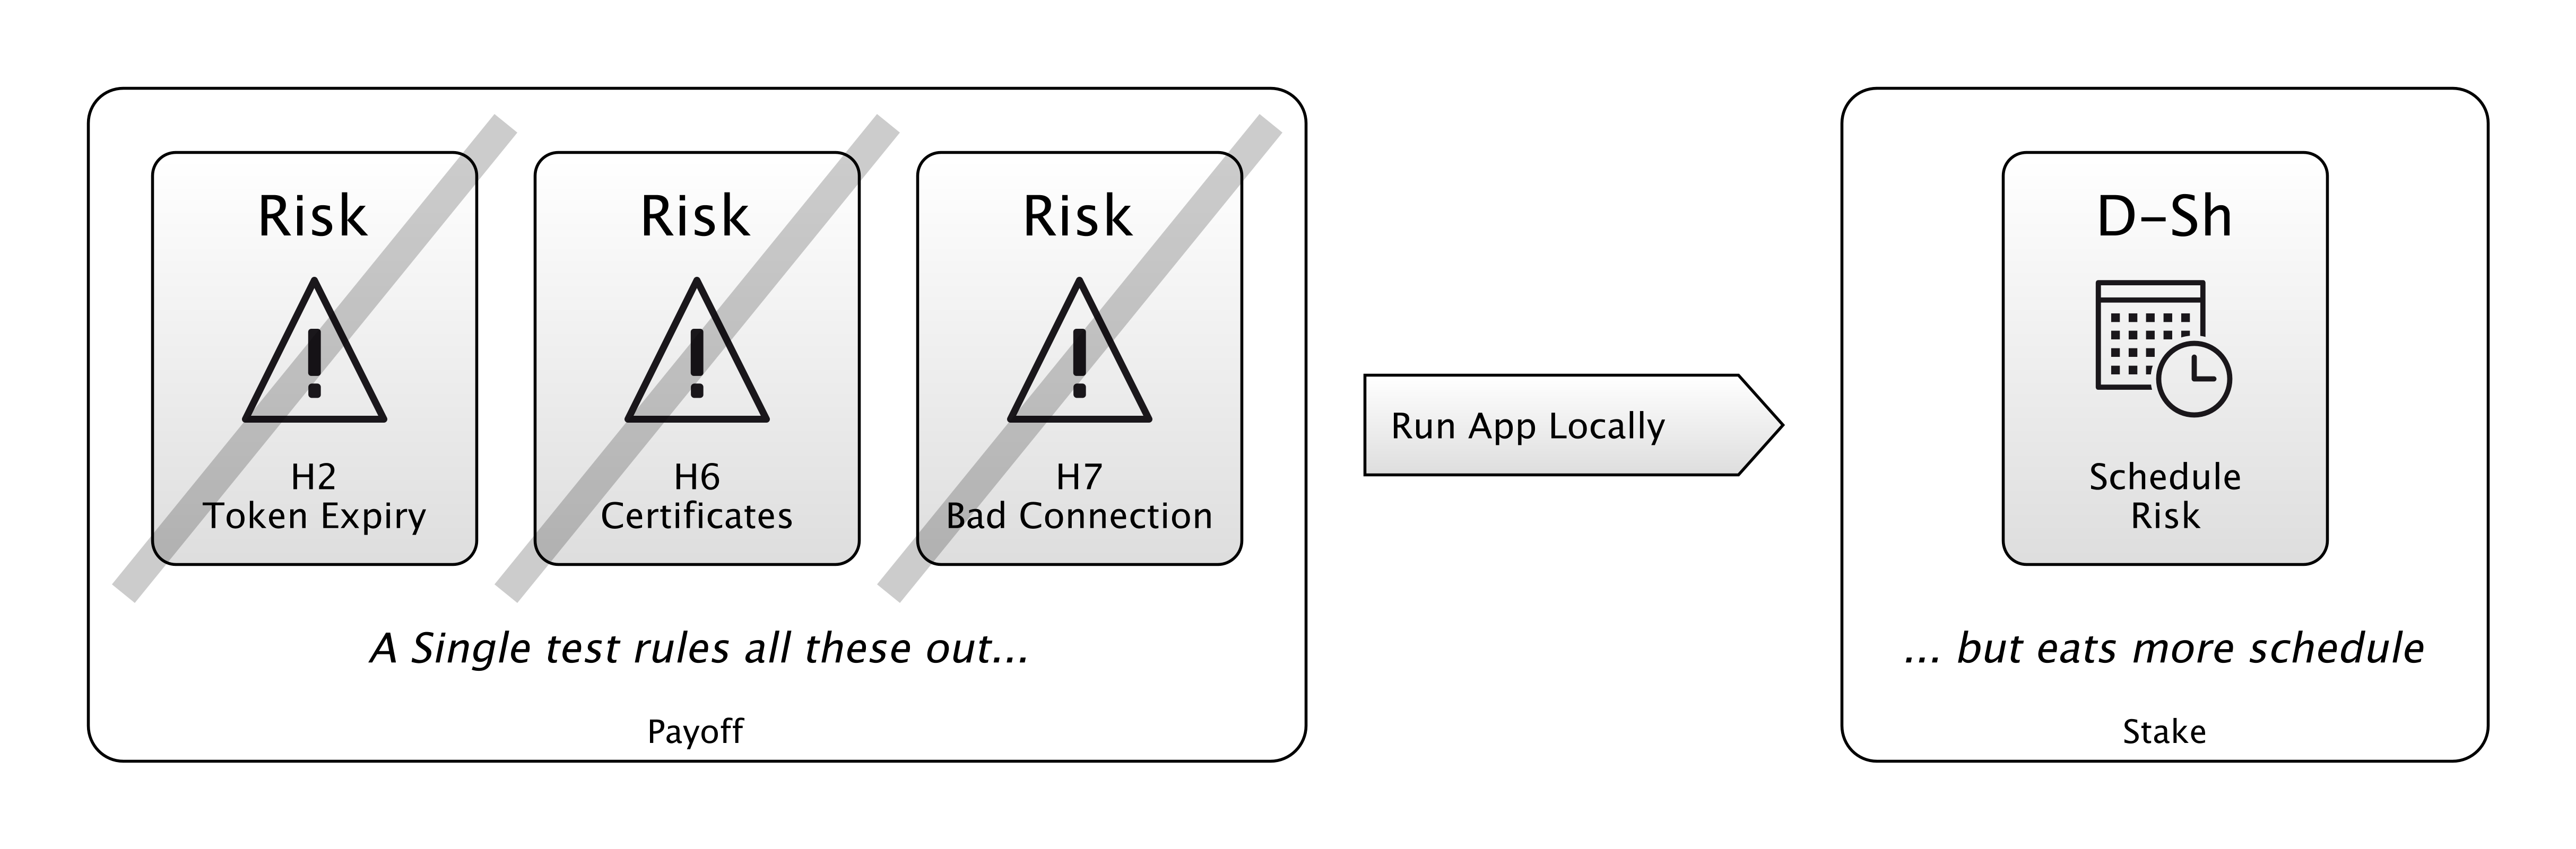 Risk
H2
Token Expiry
Risk
H6
Certificates
Risk
H7
Bad Connection
A Single test rules all these out...
Payoff
Run App Locally
D-Sh
Schedule
Risk
... but eats more schedule
Stake